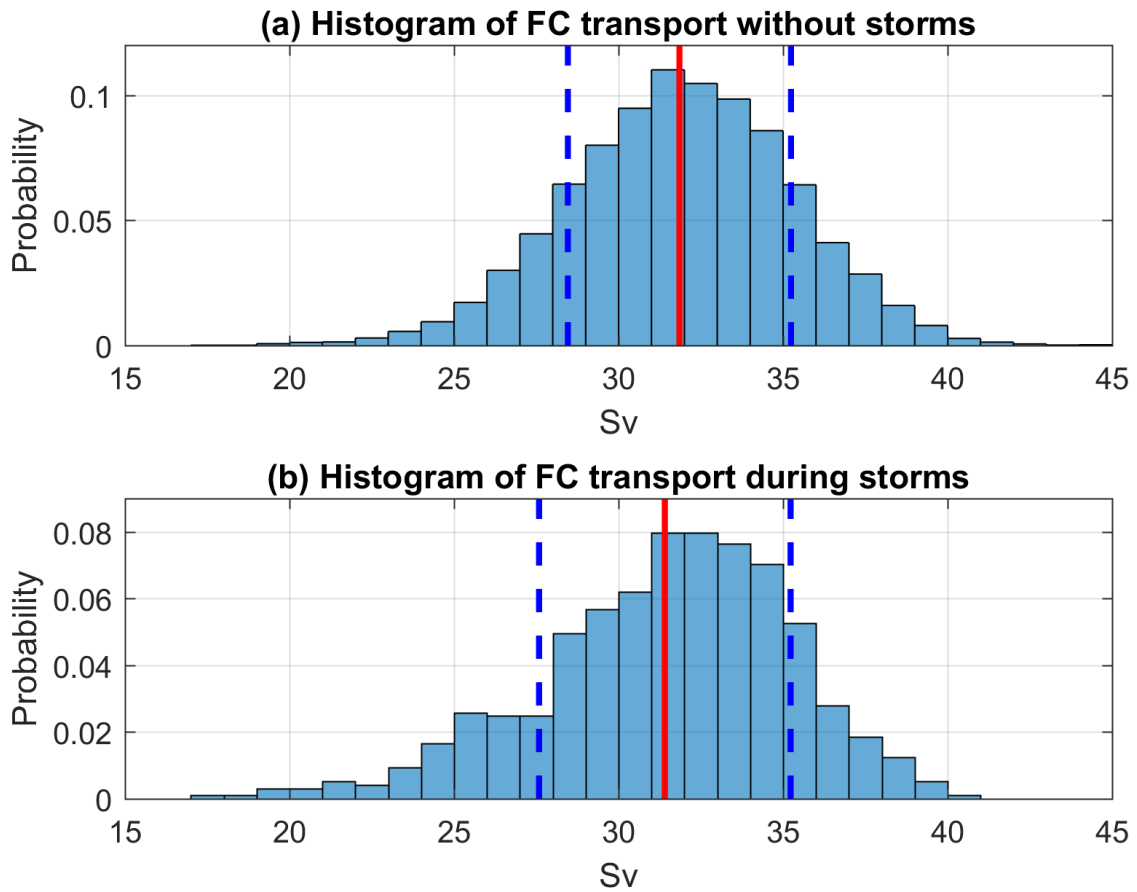 (a) Histogram of FC transport without storms
Probability
0.1
0.05
0
15 20 25 30 35 40 45
Sv
(b) Histogram of FC transport during storms
Probability
0.08
0.06
0.04
0.02
0
15 20 25 30 35 40 45
Sv